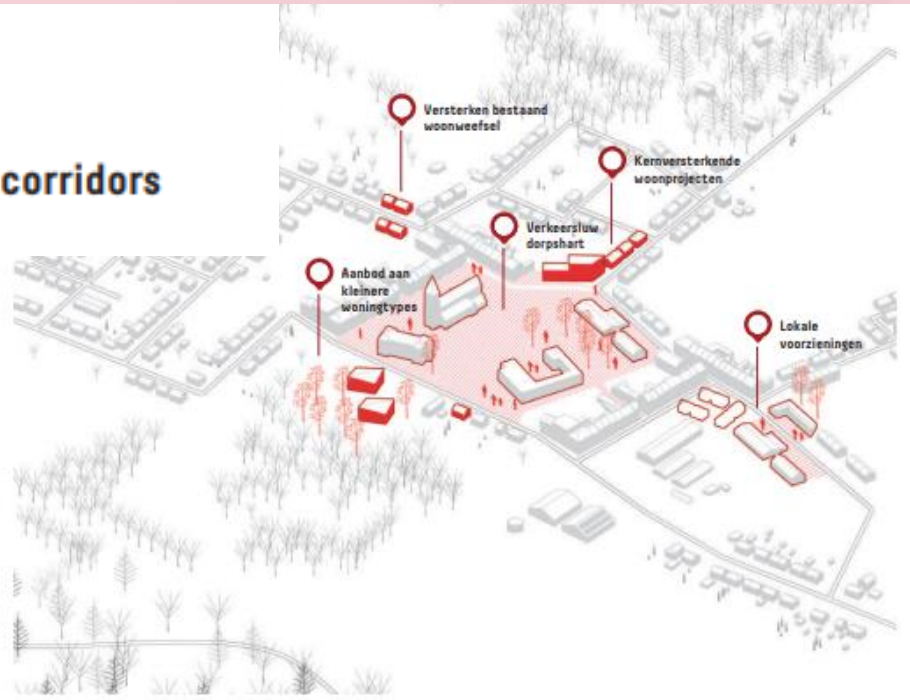 corridors
Versterken bestaand
woonweefsel
Kernversterkende
woonprojecten
Verkeersluw
dorpshart
Aanbod aan
kleinere
woningtypes
Lokale
voorzieningen